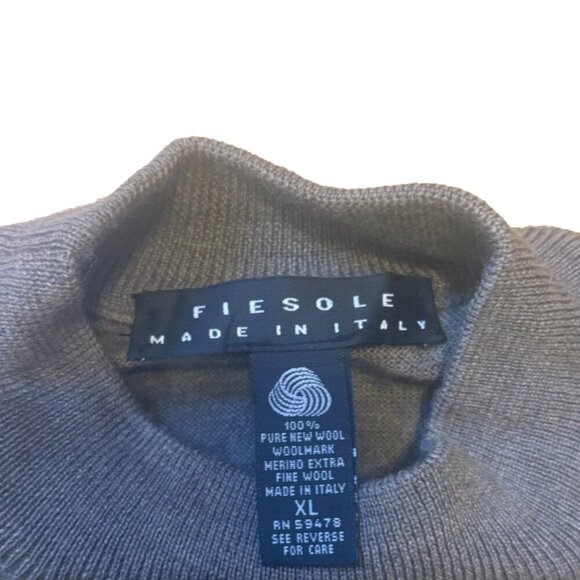 FIESOLE
MADE IN ITALY
100%
PURE NEW WOOL
WOOLMARK
MERINO EXTRA
FINE WOOL
MADE IN ITALY
XL
RN 59478
SEE REVERSE
FOR CARE